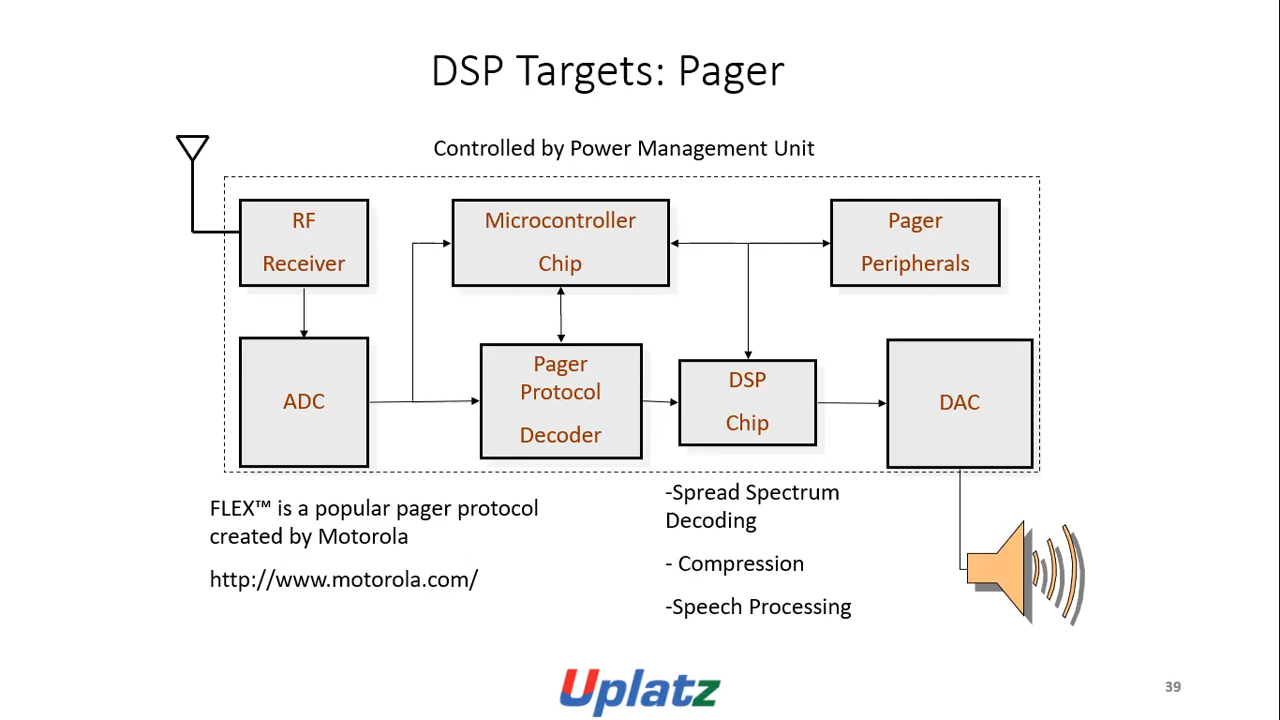 DSP Targets: Pager
Controlled by Power Management Unit
RF
Receiver
Microcontroller
Chip
Pager
Peripherals
ADC
Pager
Protocol
Decoder
DSP
Chip
DAC
FLEX™ is a popular pager protocol
created by Motorola
http://www.motorola.com/
-Spread Spectrum
Decoding
- Compression
-Speech Processing
Uplatz
39